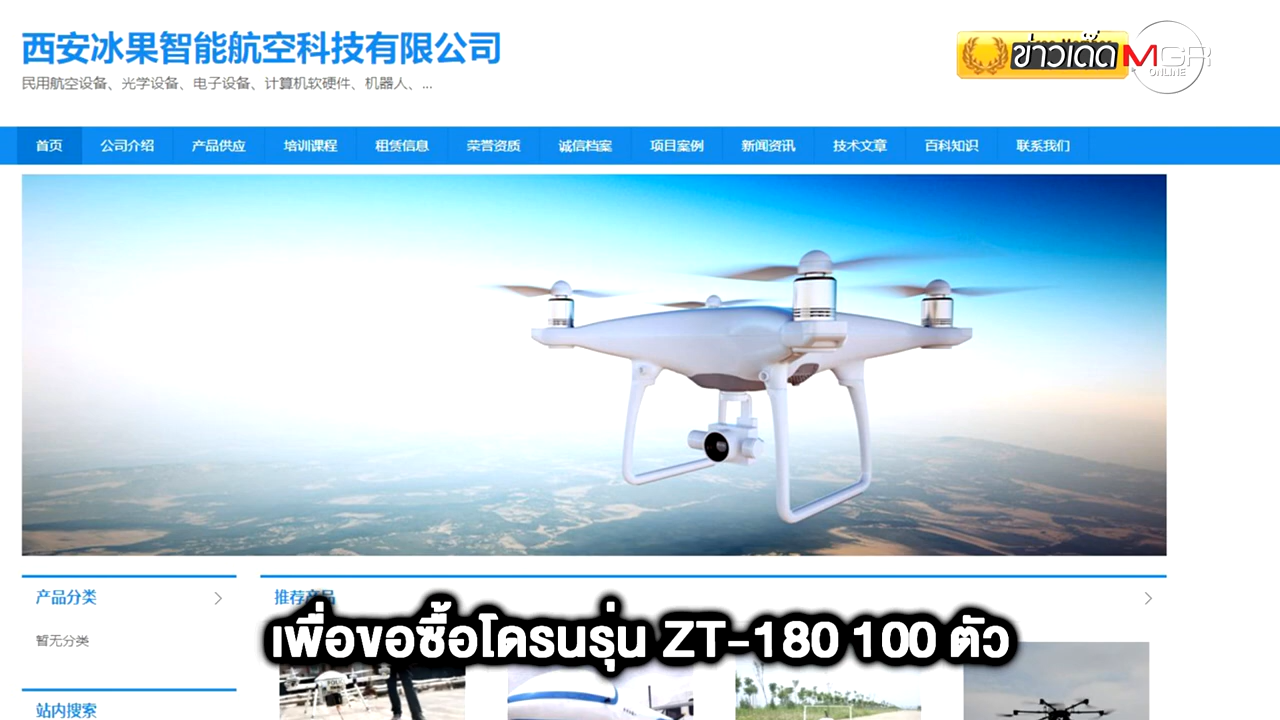 西安冰果智能航空科技有限公司
民用航空设备、光学设备、电子设备、计算机软硬件、机器人、...
ข่าวเด็ด MGR
ONLINE
首页 公司介绍 产品供应 培训课程 租赁信息 荣誉资质 诚信档案 项目案例 新闻资讯 技术文章 百科知识 联系我们
产品分类
推荐产品
暂无分类
เพื่อขอซื้อโดรนรุ่น ZT-180 100 ตัว
站内搜索